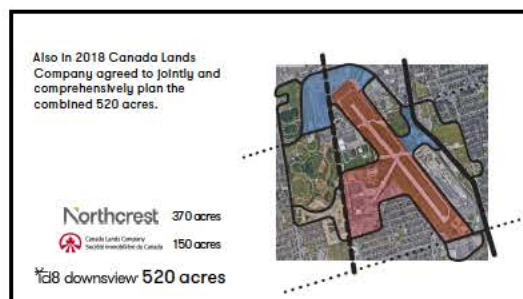 Also in 2018 Canada Lands
Company agreed to jointly and
comprehensively plan the
combined 520 acres.
Northcrest 370 acres
Canada Lands Company
Société immobilière du Canada 150 acres
id8 downsview 520 acres